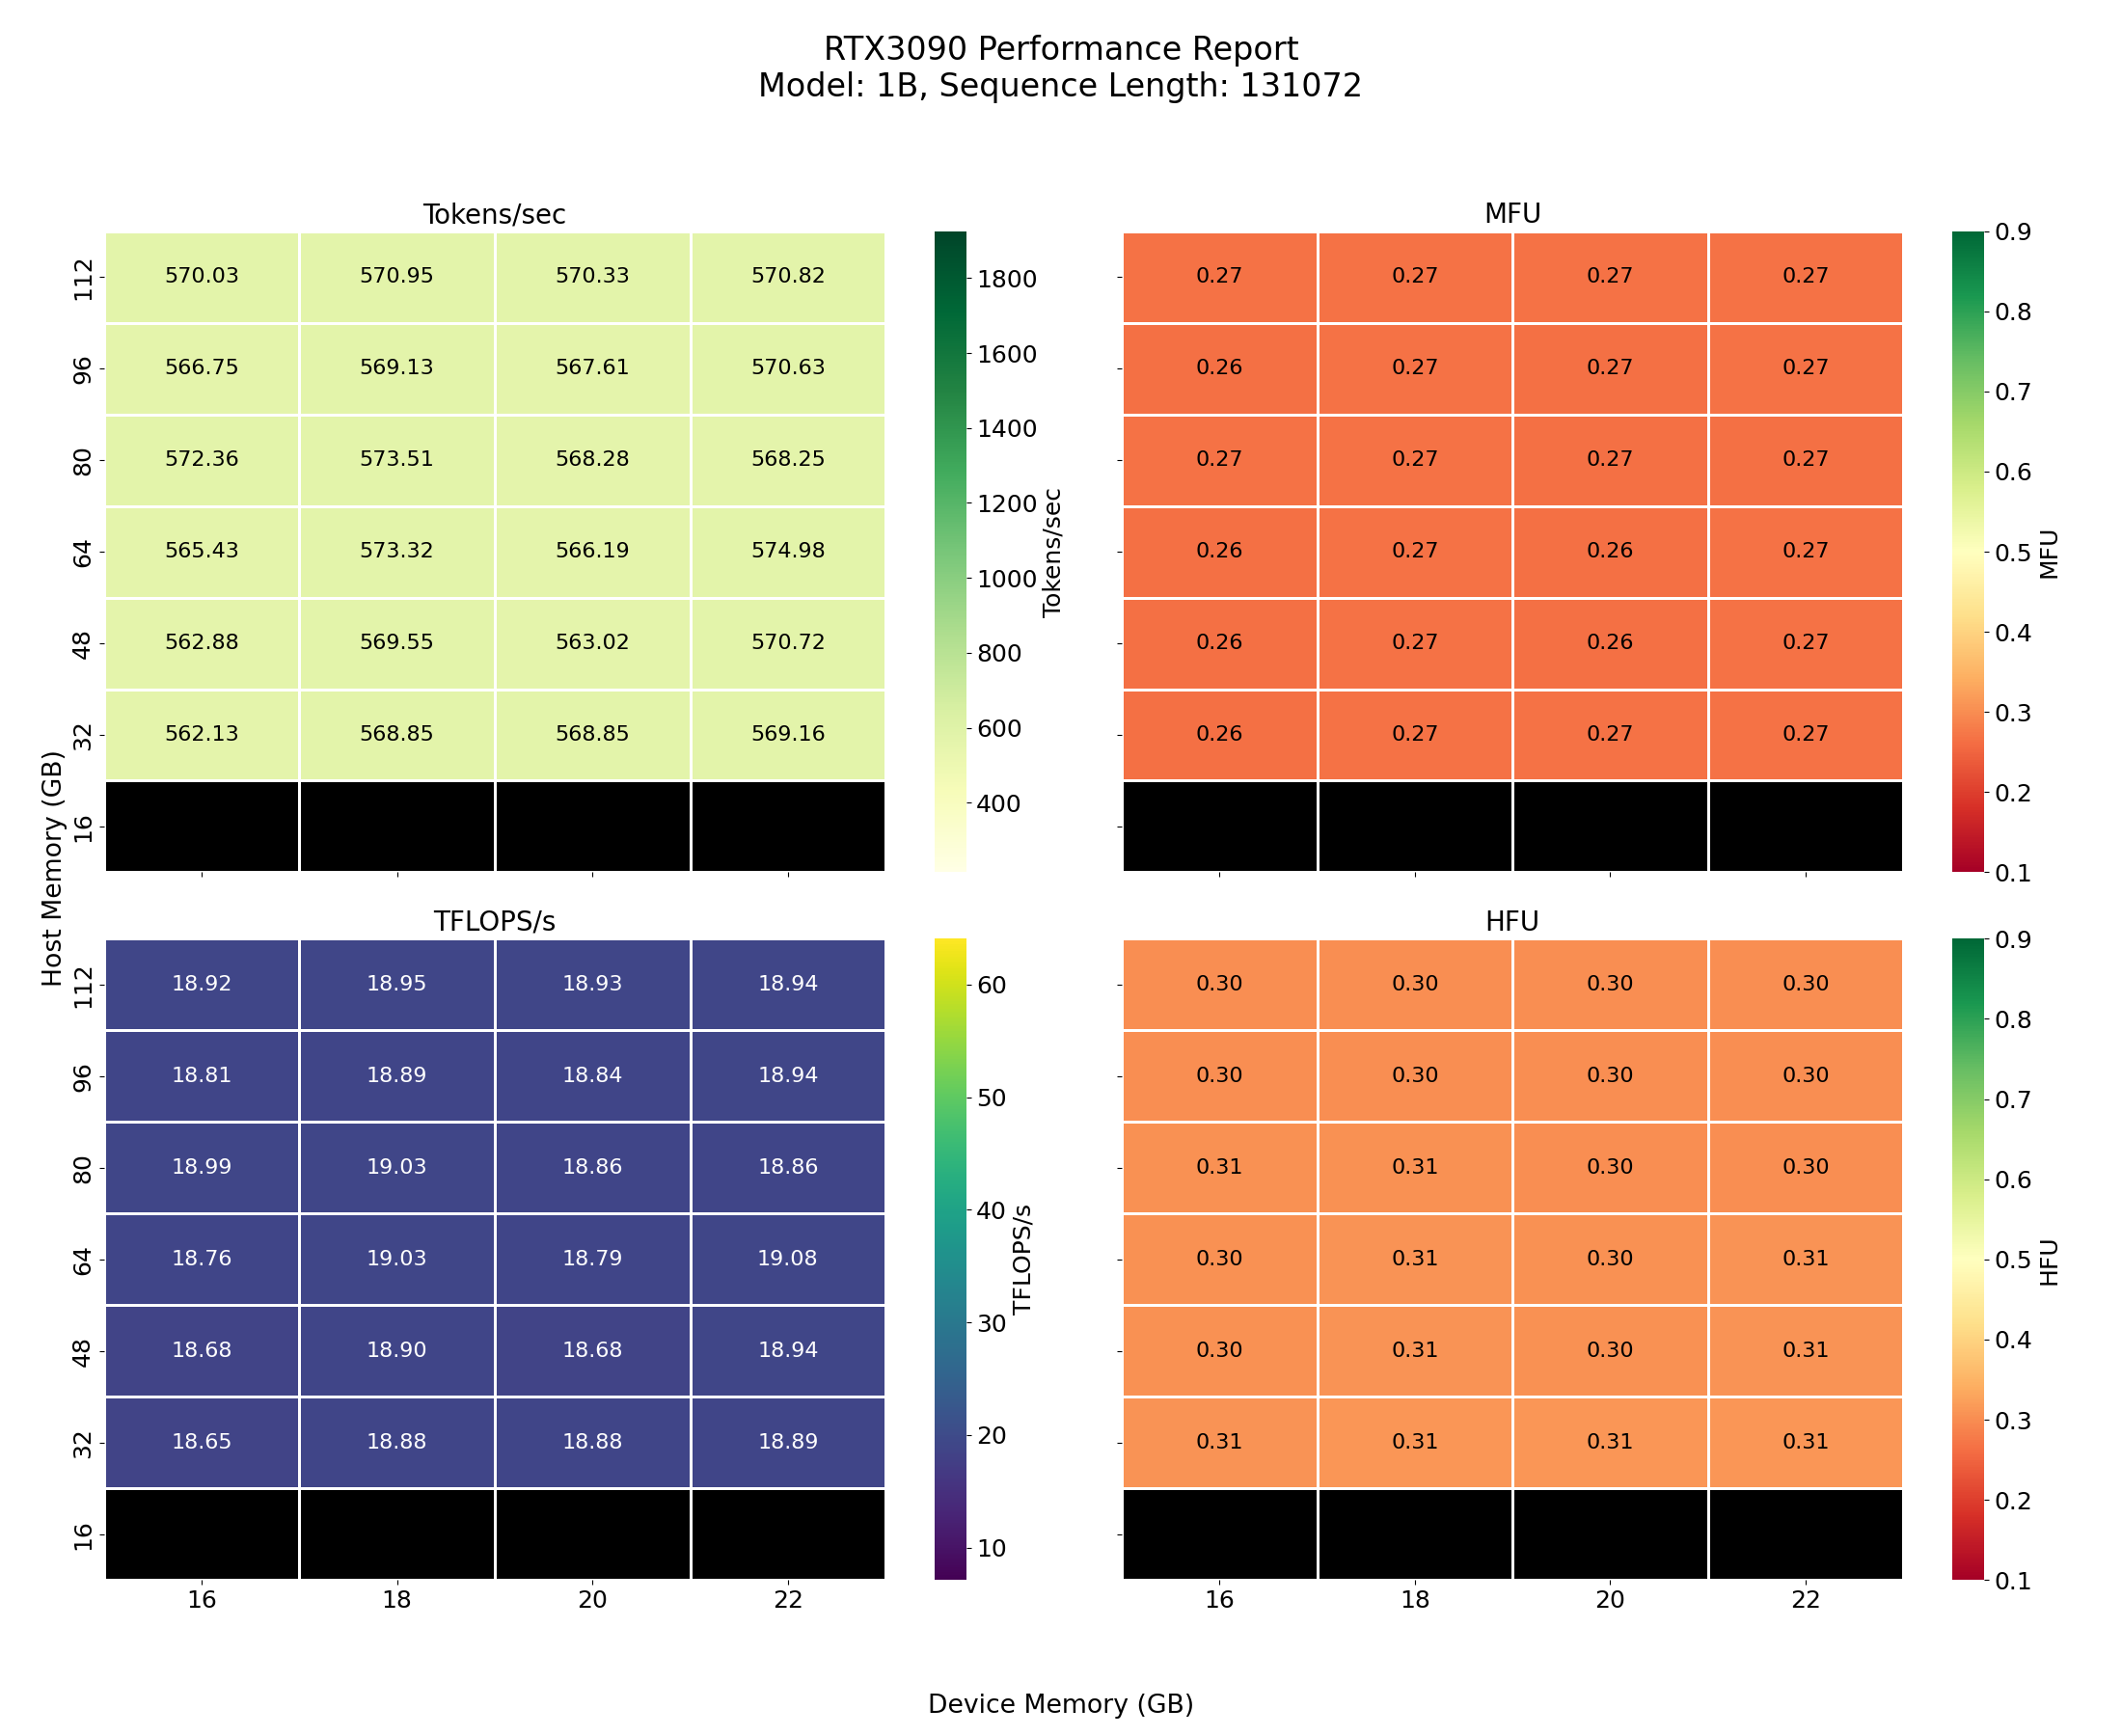 RTX3090 Performance Report
Model: 1B, Sequence Length: 131072
Tokens/sec
112 570.03 570.95 570.33 570.82
96 566.75 569.13 567.61 570.63
80 572.36 573.51 568.28 568.25
64 565.43 573.32 566.19 574.98
48 562.88 569.55 563.02 570.72
32 562.13 568.85 568.85 569.16
16
1800
1600
1400
1200
1000
800
600
400
Tokens/sec
MFU
0.27 0.27 0.27 0.27
0.26 0.27 0.27 0.27
0.27 0.27 0.27 0.27
0.26 0.27 0.26 0.27
0.26 0.27 0.26 0.27
0.26 0.27 0.27 0.27
0.9
0.8
0.7
0.6
0.5
0.4
0.3
0.2
0.1
MFU
Host Memory (GB)
TFLOPS/s
112 18.92 18.95 18.93 18.94
96 18.81 18.89 18.84 18.94
80 18.99 19.03 18.86 18.86
64 18.76 19.03 18.79 19.08
48 18.68 18.90 18.68 18.94
32 18.65 18.88 18.88 18.89
16
16 18 20 22
60
50
40
30
20
10
TFLOPS/s
HFU
0.30 0.30 0.30 0.30
0.30 0.30 0.30 0.30
0.31 0.31 0.30 0.30
0.30 0.31 0.30 0.31
0.30 0.31 0.30 0.31
0.31 0.31 0.31 0.31
16 18 20 22
0.9
0.8
0.7
0.6
0.5
0.4
0.3
0.2
0.1
HFU
Device Memory (GB)